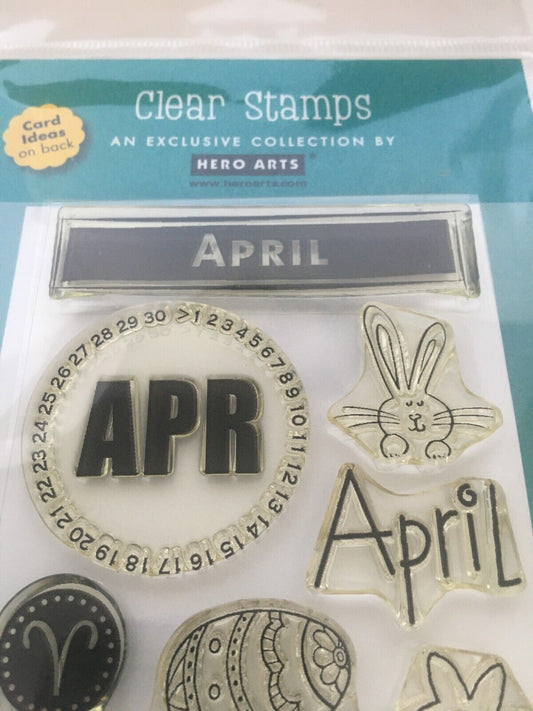 Clear Stamps
Card
Ideas
on back
AN EXCLUSIVE COLLECTION BY
HERO ARTS®
www.heroarts.com
APRIL
>1 2 3 4 5 6 7 8 9 10 11 12 13 14 15 16 17 18 19 20 21 22 23 24 25 26 27 28 29 30
APR
April